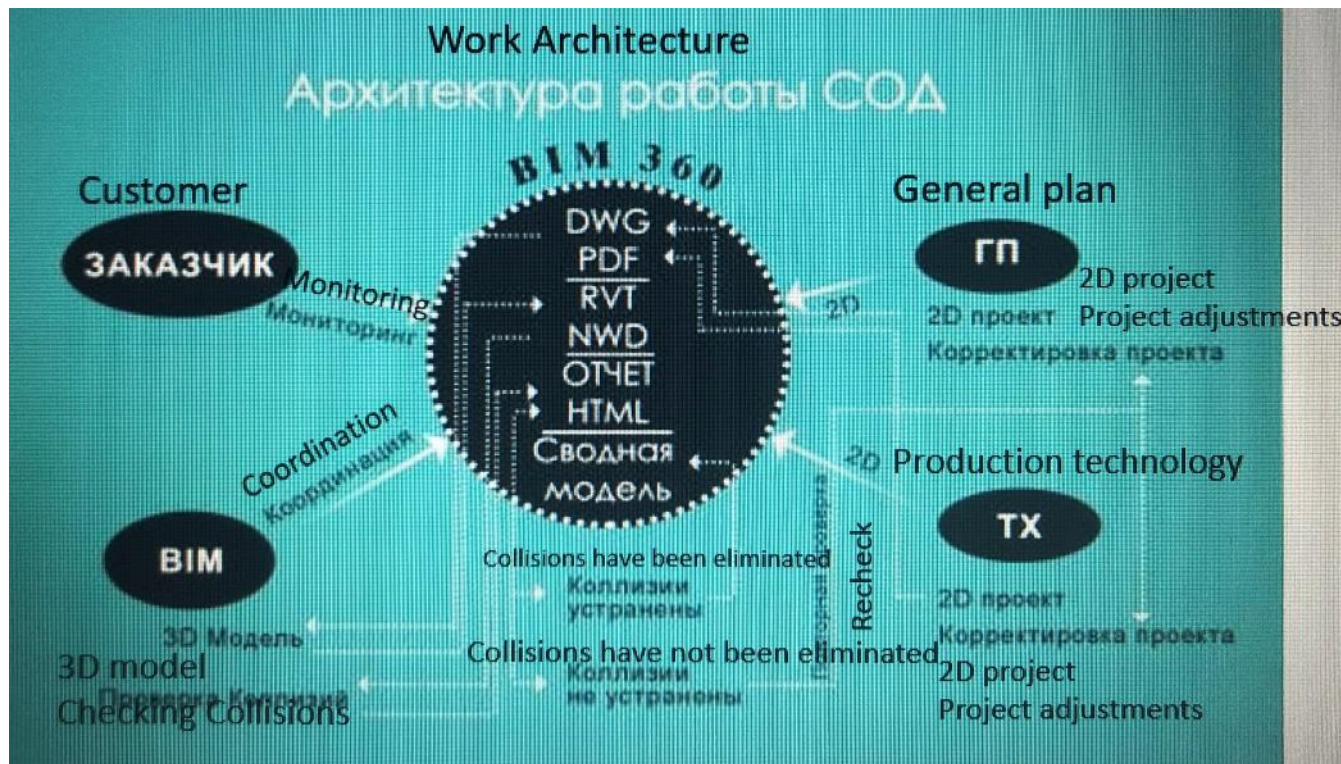 Work Architecture
Архитектура работы СОД
BIM 360
Customer
ЗАКАЗЧИК
Monitoring
Мониторинг
General plan
ГП
2D
2D project
2D проект
Project adjustments
Корректировка проекта
DWG
PDF
RVT
NWD
ОТЧЕТ
HTML
Сводная
модель
Coordination
Координация
BIM
2D
Production technology
ТХ
Recheck
Collisions have been eliminated
Коллизии
устранены
2D проект
Корректировка проекта
3D Модель
3D model
Checking Collisions
Collisions have not been eliminated
Коллизии
не устранены
2D project
Project adjustments